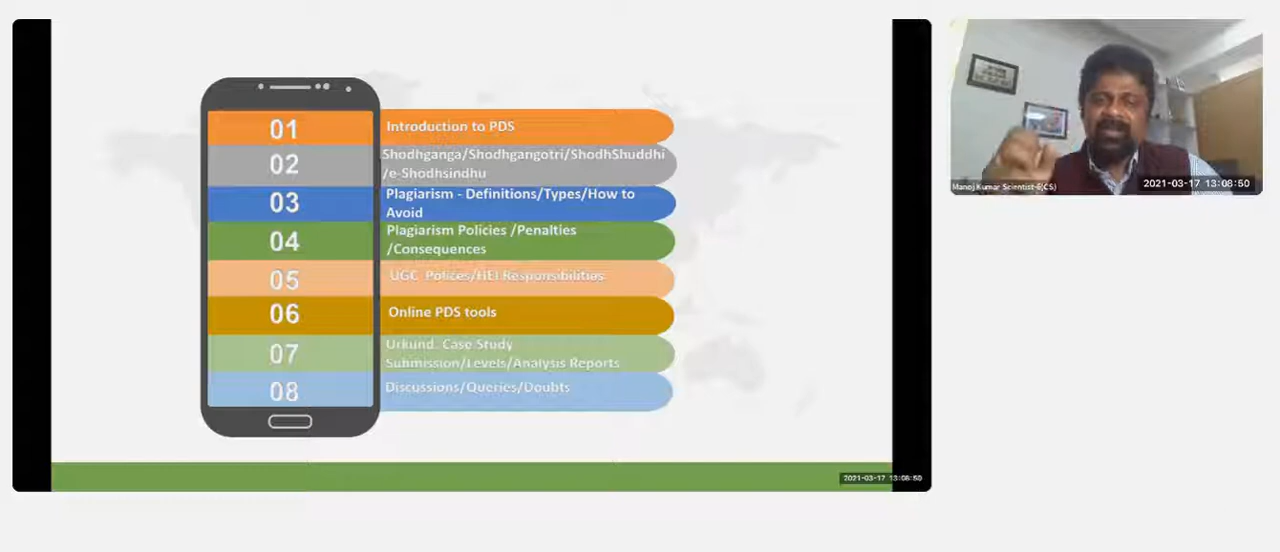 01
Introduction to PDS
02
Shodhganga/Shodhgangotri/ShodhShuddhi
/e-Shodhsindhu
03
Plagiarism - Definitions/Types/How to
Avoid
04
Plagiarism Policies /Penalties
/Consequences
05
UGC Polices/HEI Responsibilities
06
Online PDS tools
07
Urkund. Case Study
Submission/Levels/Analysis Reports
08
Discussions/Queries/Doubts
2021-03-17 13:08:50
Manoj Kumar Scientist-E(CS)
2021-03-17 13:08:50